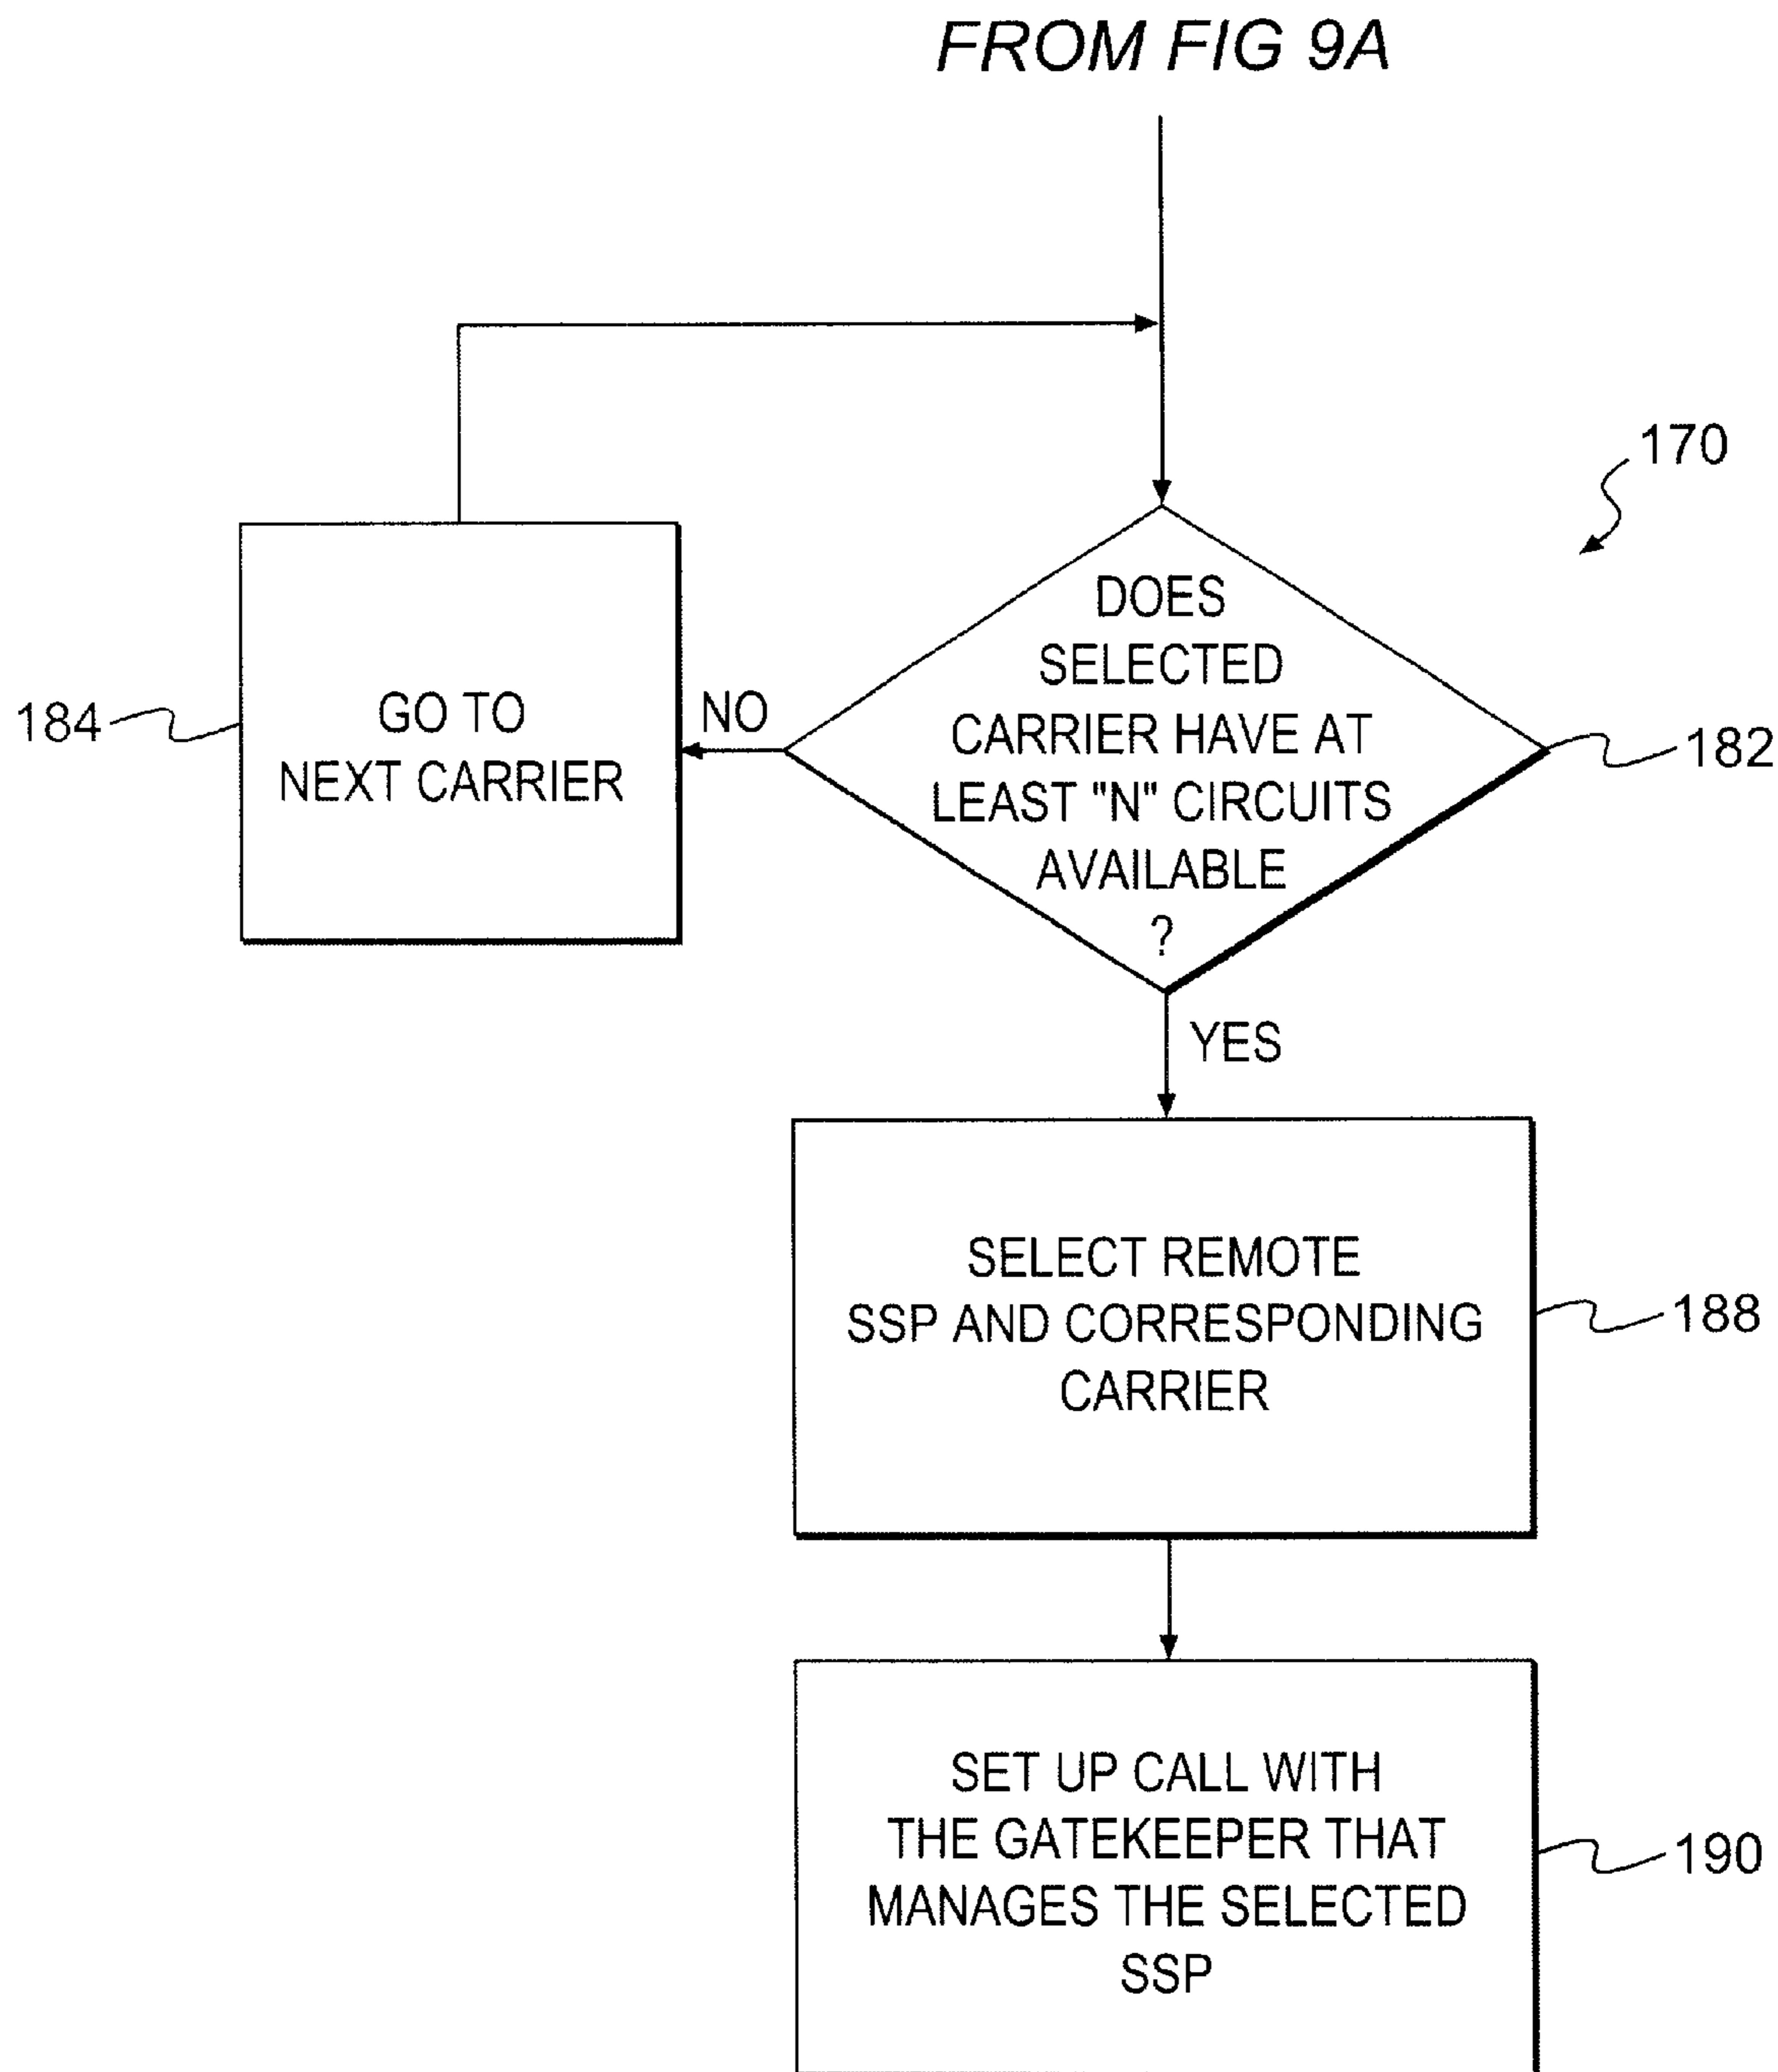 FROM FIG 9A
170
DOES
SELECTED
CARRIER HAVE AT
LEAST "N" CIRCUITS
AVAILABLE
?
182
NO
184
GO TO
NEXT CARRIER
YES
SELECT REMOTE
SSP AND CORRESPONDING
CARRIER
188
SET UP CALL WITH
THE GATEKEEPER THAT
MANAGES THE SELECTED
SSP
190